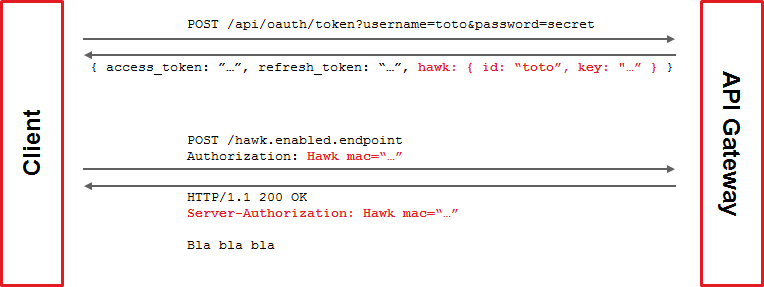 Client
POST /api/oauth/token?username=toto&password=secret
{ access_token: ”…”, refresh_token: “…”, hawk: { id: “toto”, key: "…” } }
POST /hawk.enabled.endpoint
Authorization: Hawk mac=“…”
HTTP/1.1 200 OK
Server-Authorization: Hawk mac=“…”
Bla bla bla
API Gateway